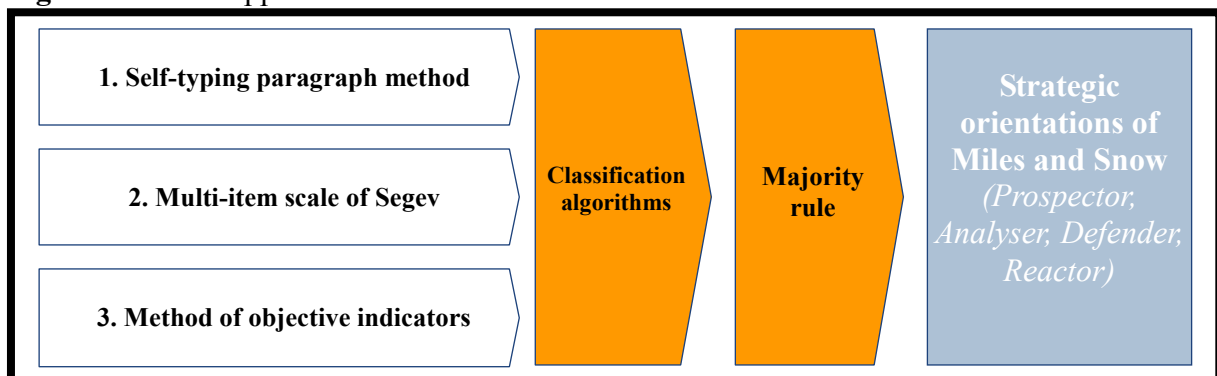 1. Self-typing paragraph method
2. Multi-item scale of Segev
3. Method of objective indicators
Classification
algorithms
Majority
rule
Strategic
orientations of
Miles and Snow
(Prospector,
Analyser, Defender,
Reactor)